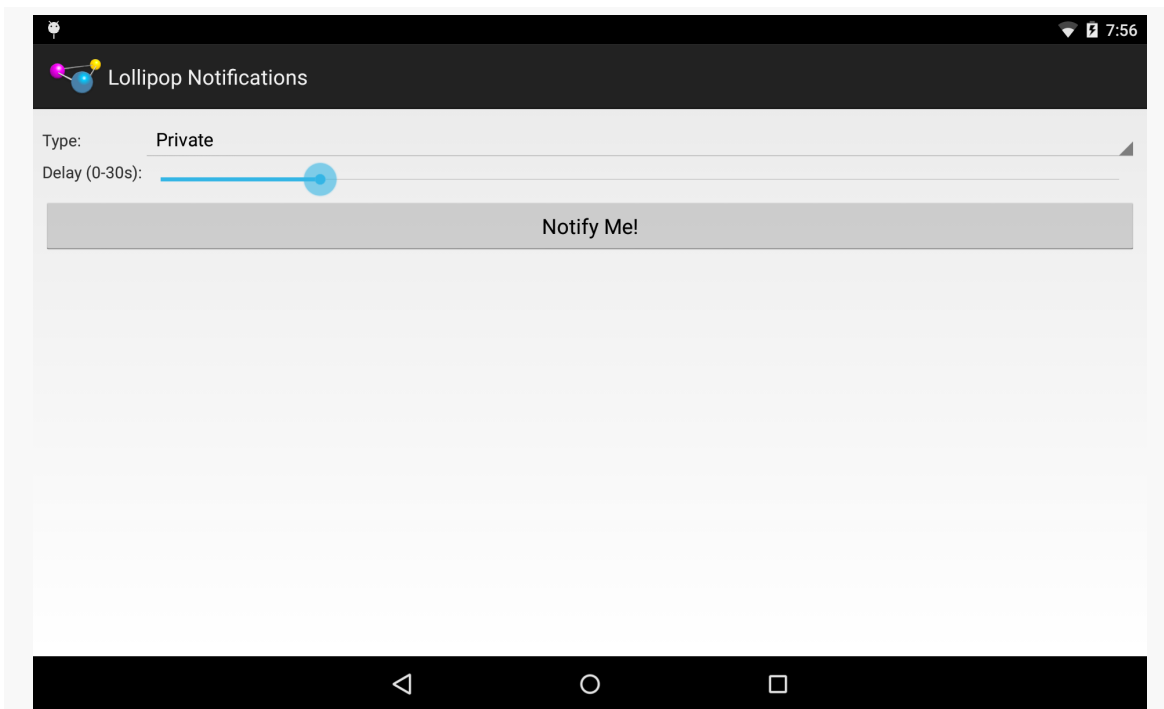 7:56
Lollipop Notifications
Type: Private
Delay (0-30s):
Notify Me!